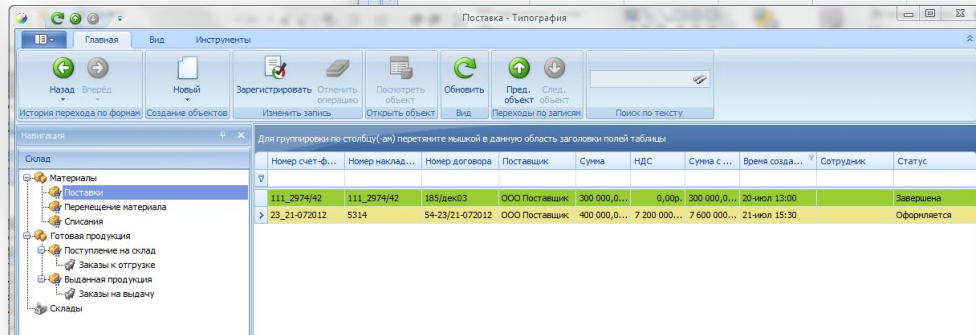 Поставка - Типография
Главная Вид Инструменты
Назад Вперёд Новый Зарегистрировать Отменить операцию Посмотреть объект Обновить Пред. объект След. объект
История перехода по формам Создание объектов Изменить запись Открыть объект Вид Переходы по записям Поиск по тексту
Навигация
Для группировки по столбцу(-ам) перетяните мышкой в данную область заголовки полей таблицы
Склад
Номер счет-ф... Номер наклад... Номер договора Поставщик Сумма НДС Сумма с ... Время созда... Сотрудник Статус
Материалы
Поставки
111_2974/42 111_2974/42 185/дек03 ООО Поставщик 300 000,0... 0,00р. 300 000,0... 20-июл 13:00 Завершена
Перемещение материала
23_21-072012 5314 54-23/21-072012 ООО Поставщик 400 000,0... 7 200 000... 7 600 000... 21-июл 15:30 Оформляется
Списания
Готовая продукция
Поступление на склад
Заказы к отгрузке
Выданная продукция
Заказы на выдачу
Склады